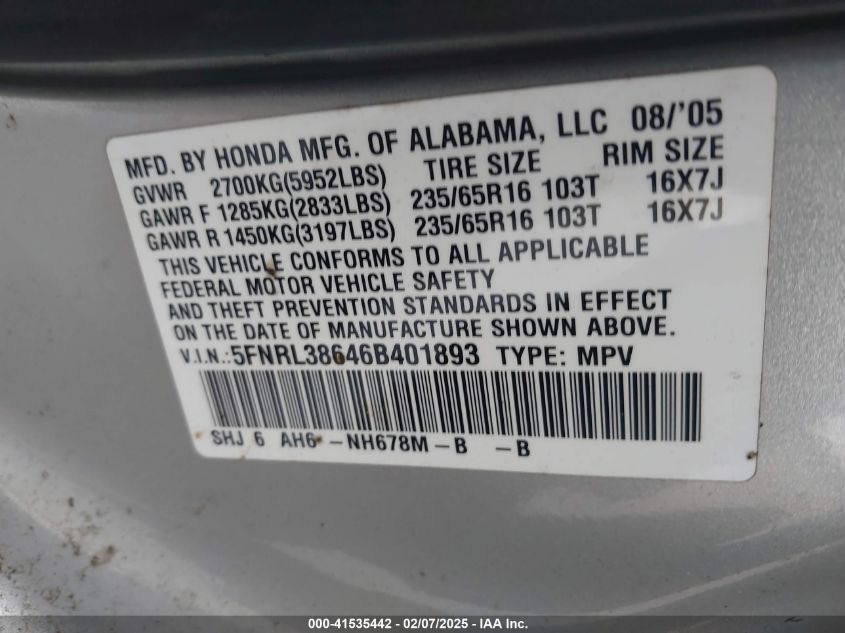 MFD. BY HONDA MFG. OF ALABAMA, LLC 08/'05
GVWR 2700KG(5952LBS) TIRE SIZE RIM SIZE
GAWR F 1285KG(2833LBS) 235/65R16 103T 16X7J
GAWR R 1450KG(3197LBS) 235/65R16 103T 16X7J
THIS VEHICLE CONFORMS TO ALL APPLICABLE
FEDERAL MOTOR VEHICLE SAFETY
AND THEFT PREVENTION STANDARDS IN EFFECT
ON THE DATE OF MANUFACTURE SHOWN ABOVE.
V.I.N.:5FNRL38646B401893 TYPE: MPV
SHJ 6 AH6 -NH678M-B -B
000-41535442 - 02/07/2025 - IAA Inc.